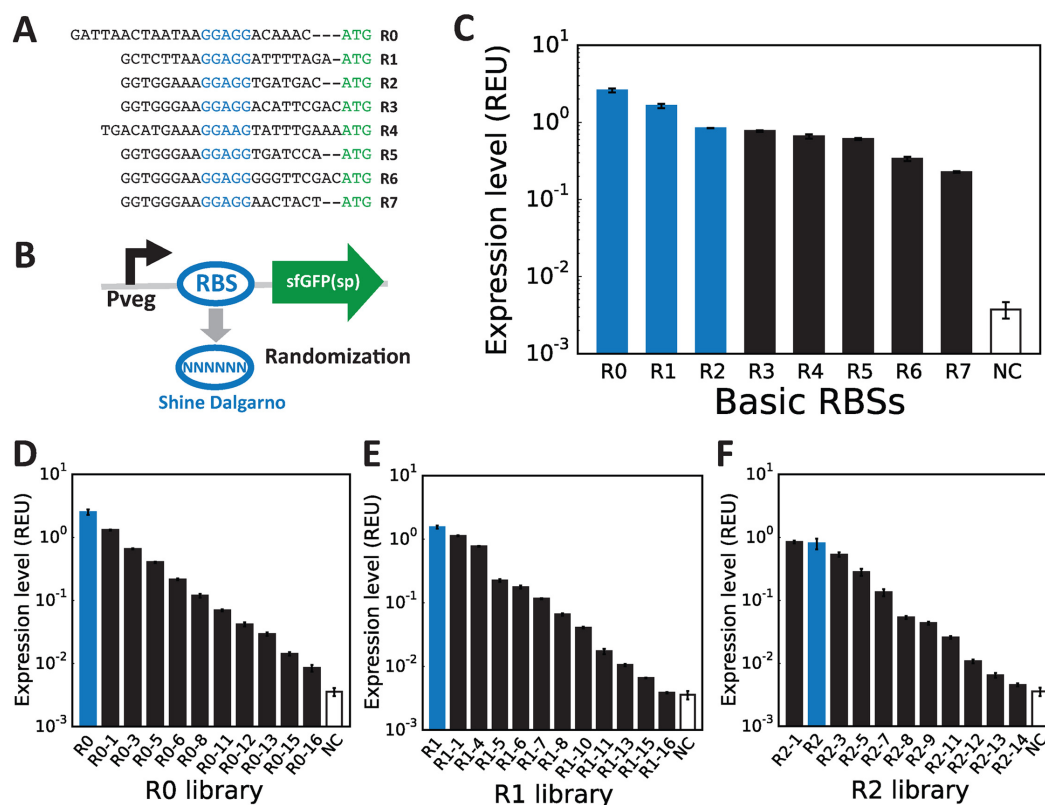 A
GATTAACTAATAAGGAGGACAAAC---ATG R0
GCTCTTAAGGAGGATTTTAGA-ATG R1
GGTGGAAAGGAGGTGATGAC--ATG R2
GGTGGGAAGGAGGACATTCGACATG R3
TGACATGAAAGGAAGTATTTGAAAATG R4
GGTGGGAAGGAGGTGATCCA---ATG R5
GGTGGGAAGGAGGGGGTTCGACATG R6
GGTGGGAAGGAGGAACTACT--ATG R7
B
Pveg
RBS
sfGFP(sp)
NNNNNN
Randomization
Shine Dalgarno
C
Expression level (REU)
10^1
10^0
10^-1
10^-2
10^-3
R0 R1 R2 R3 R4 R5 R6 R7 NC
Basic RBSs
D
Expression level (REU)
10^1
10^0
10^-1
10^-2
10^-3
R0 R0-1 R0-3 R0-5 R0-6 R0-8 R0-11 R0-12 R0-13 R0-15 R0-16 NC
R0 library
E
Expression level (REU)
10^1
10^0
10^-1
10^-2
10^-3
R1 R1-1 R1-4 R1-5 R1-6 R1-7 R1-8 R1-10 R1-11 R1-13 R1-15 R1-16 NC
R1 library
F
Expression level (REU)
10^1
10^0
10^-1
10^-2
10^-3
R2-1 R2 R2-3 R2-5 R2-7 R2-8 R2-9 R2-11 R2-12 R2-13 R2-14 NC
R2 library